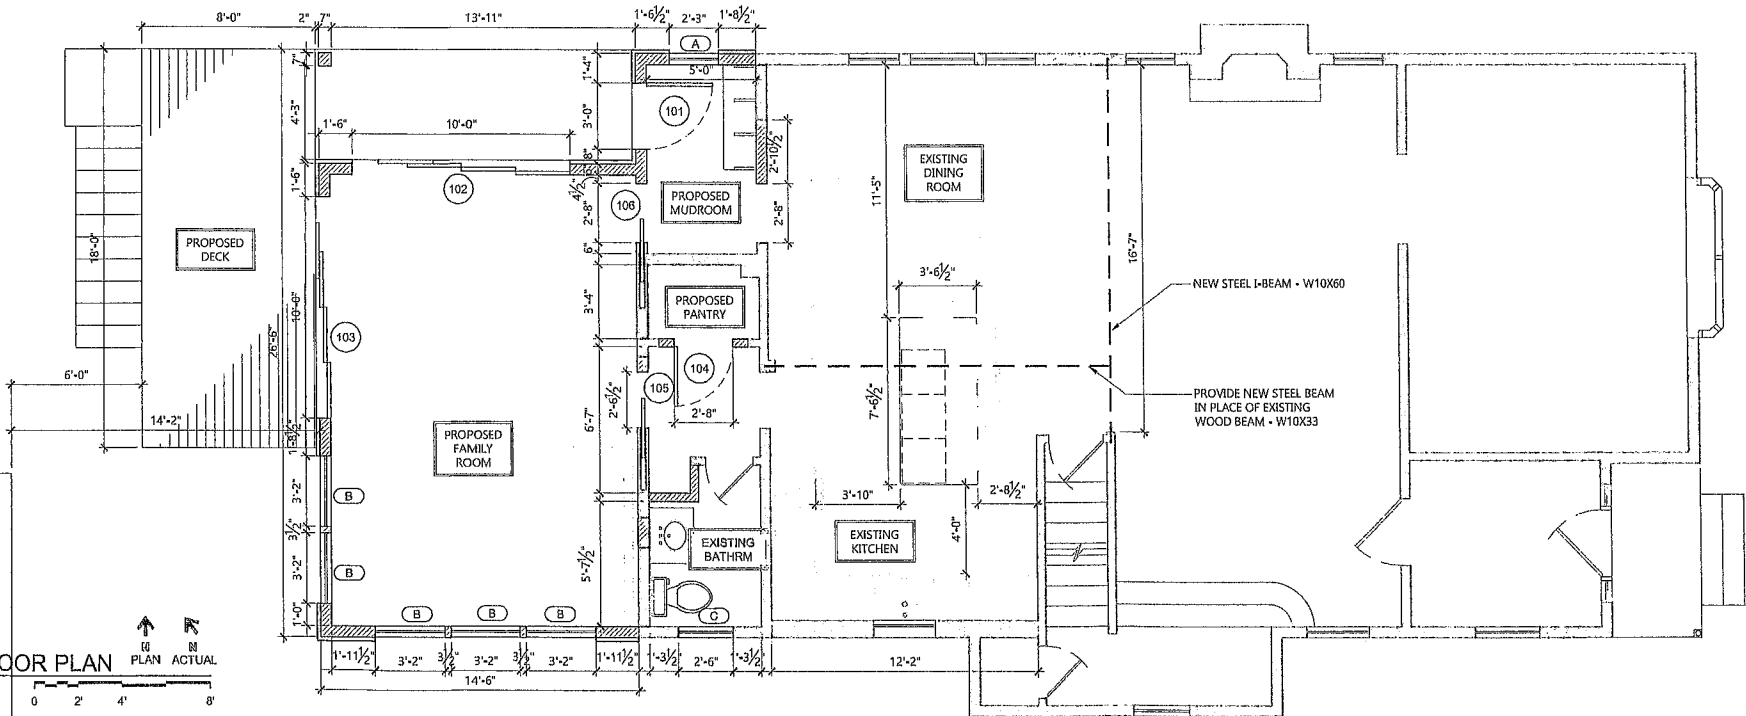 8'-0"
2"
7"
13'-11"
1'-6½"
2'-3"
1'-8½"
A
7"
1'-4"
5'-0"
101
4'-3"
1'-6"
10'-0"
3'-0"
2'-10½"
8"
EXISTING
DINING
ROOM
11'-5"
1'-6"
102
4½"
106
PROPOSED
MUDROOM
2'-8"
2'-8"
PROPOSED
DECK
18'-0"
16'-7"
6"
3'-6½"
NEW STEEL I-BEAM - W10X60
PROPOSED
PANTRY
3'-4"
10'-0"
26'-6"
103
104
105
6'-0"
2'-6½"
6'-7"
2'-8"
7'-6½"
PROVIDE NEW STEEL BEAM
IN PLACE OF EXISTING
WOOD BEAM - W10X33
14'-2"
1'-8½"
PROPOSED
FAMILY
ROOM
3'-2"
B
3'-10"
2'-8½"
3½"
EXISTING
BATHRM
EXISTING
KITCHEN
4'-0"
3'-2"
B
5'-7½"
1'-0"
B
B
B
C
N
PLAN
N
ACTUAL
OOR PLAN
1'-11½"
3'-2"
3½"
3'-2"
3½"
3'-2"
1'-11½"
1'-3½"
2'-6"
1'-3½"
12'-2"
14'-6"
0
2'
4'
8'